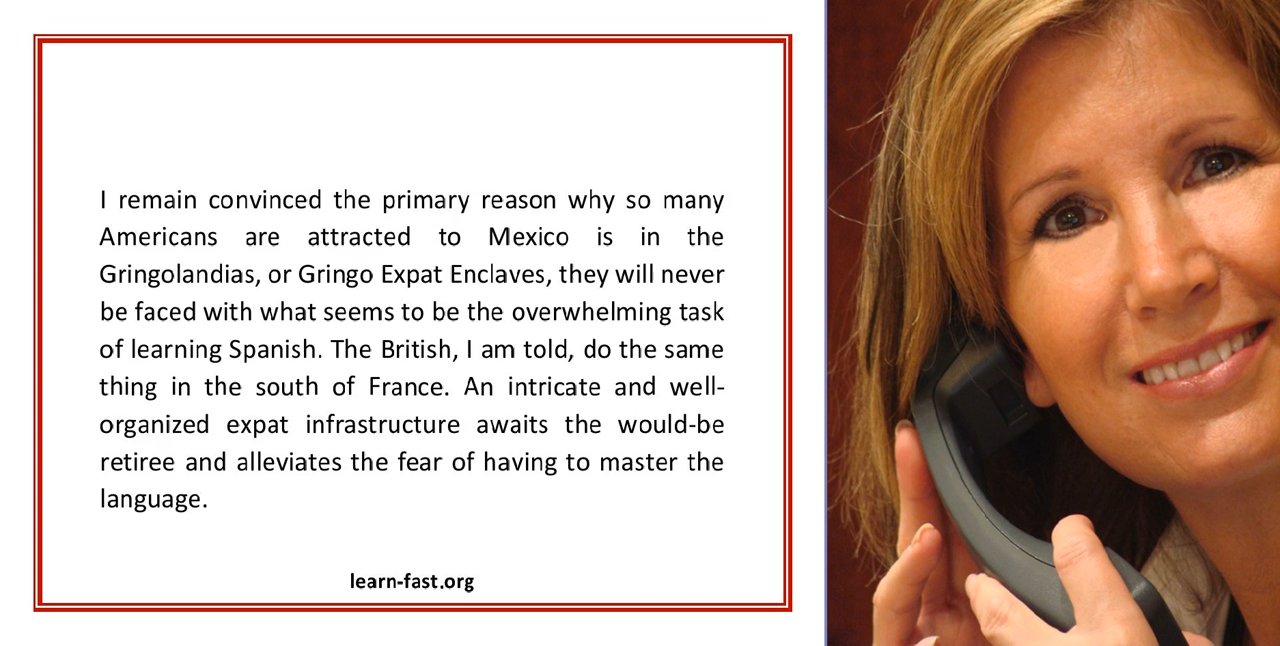 I remain convinced the primary reason why so many
Americans are attracted to Mexico is in the
Gringolandias, or Gringo Expat Enclaves, they will never
be faced with what seems to be the overwhelming task
of learning Spanish. The British, I am told, do the same
thing in the south of France. An intricate and well-
organized expat infrastructure awaits the would-be
retiree and alleviates the fear of having to master the
language.
learn-fast.org